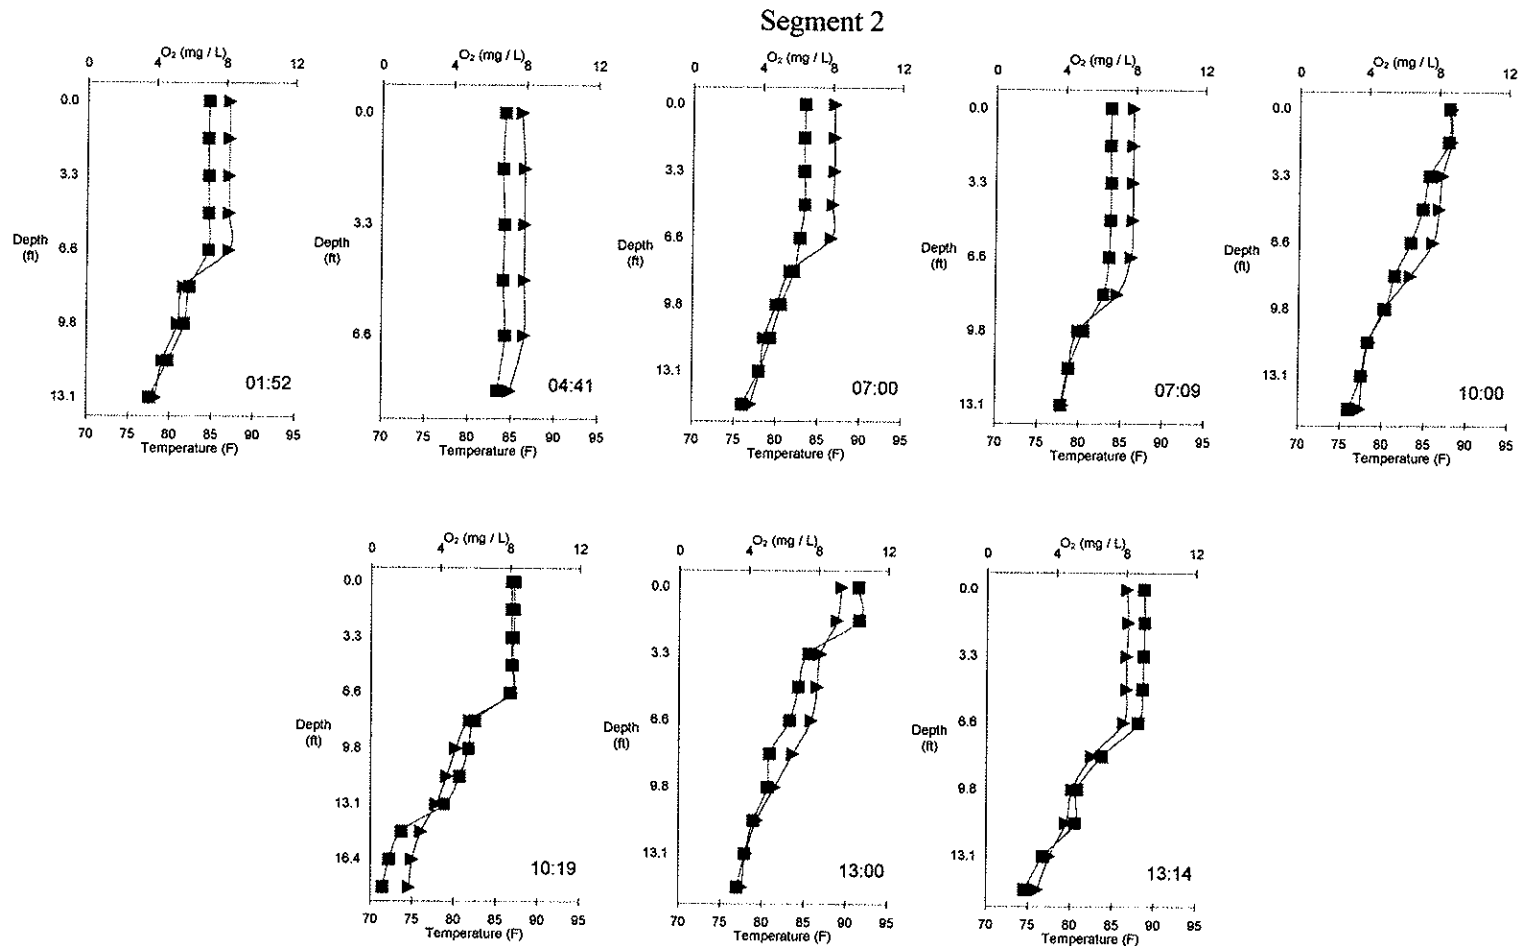 Segment 2
O₂ (mg / L)
0 4 8 12
0.0
3.3
6.6
9.8
13.1
Depth
(ft)
01:52
70 75 80 85 90 95
Temperature (F)
O₂ (mg / L)
0 4 8 12
0.0
3.3
6.6
Depth
(ft)
04:41
70 75 80 85 90 95
Temperature (F)
O₂ (mg / L)
0 4 8 12
0.0
3.3
6.6
9.8
13.1
Depth
(ft)
07:00
70 75 80 85 90 95
Temperature (F)
O₂ (mg / L)
0 4 8 12
0.0
3.3
6.6
9.8
13.1
Depth
(ft)
07:09
70 75 80 85 90 95
Temperature (F)
O₂ (mg / L)
0 4 8 12
0.0
3.3
6.6
9.8
13.1
Depth
(ft)
10:00
70 75 80 85 90 95
Temperature (F)
O₂ (mg / L)
0 4 8 12
0.0
3.3
6.6
9.8
13.1
16.4
Depth
(ft)
10:19
70 75 80 85 90 95
Temperature (F)
O₂ (mg / L)
0 4 8 12
0.0
3.3
6.6
9.8
13.1
Depth
(ft)
13:00
70 75 80 85 90 95
Temperature (F)
O₂ (mg / L)
0 4 8 12
0.0
3.3
6.6
9.8
13.1
Depth
(ft)
13:14
70 75 80 85 90 95
Temperature (F)